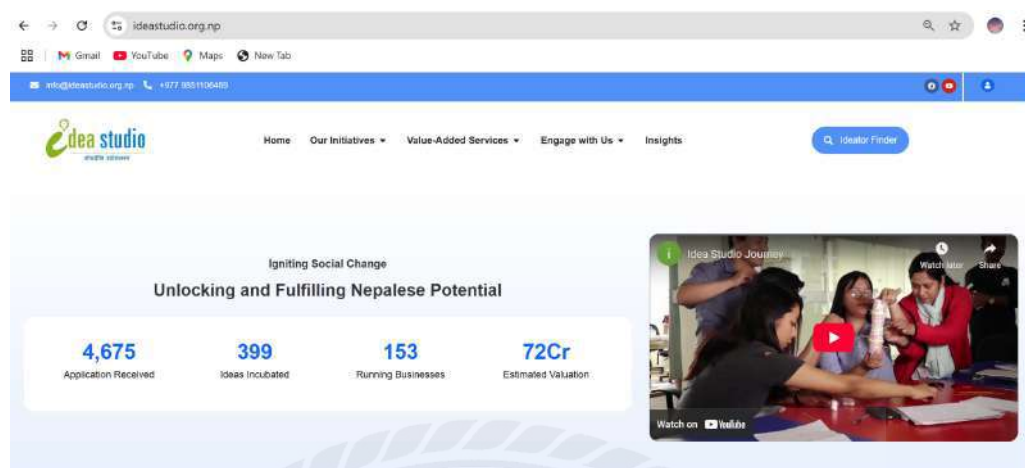 ideastudio.org.np
Gmail YouTube Maps New Tab
info@ideastudio.org.np +977 9851106489
idea studio
Home Our Initiatives Value-Added Services Engage with Us Insights
Ideator Finder
Igniting Social Change
Unlocking and Fulfilling Nepalese Potential
4,675 399 153 72Cr
Application Received Ideas Incubated Running Businesses Estimated Valuation
i Idea Studio Journey
Watch later Share
Watch on YouTube